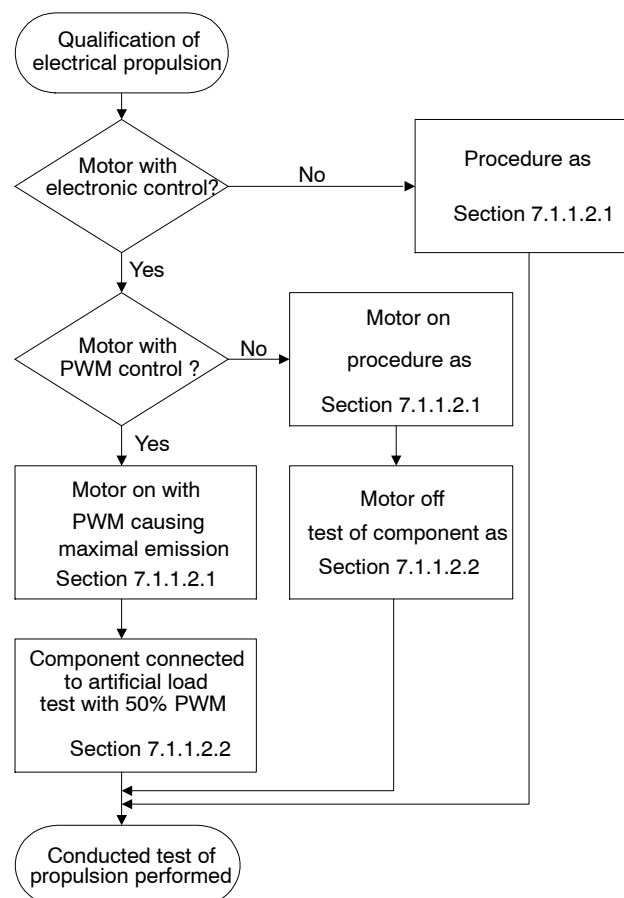 Qualification of
electrical propulsion
Motor with
electronic control?
No
Procedure as
Section 7.1.1.2.1
Yes
Motor with
PWM control ?
No
Motor on
procedure as
Section 7.1.1.2.1
Yes
Motor on with
PWM causing
maximal emission
Section 7.1.1.2.1
Motor off
test of component as
Section 7.1.1.2.2
Component connected
to artificial load
test with 50% PWM
Section 7.1.1.2.2
Conducted test of
propulsion performed